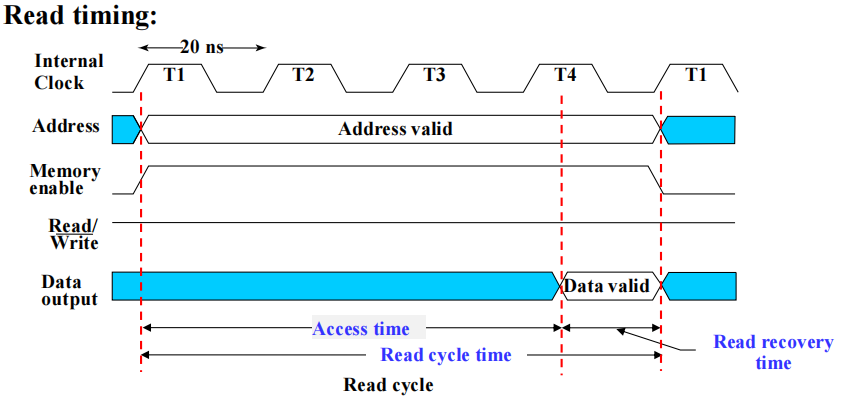 Read timing:
20 ns
Internal
Clock
T1 T2 T3 T4 T1
Address
Address valid
Memory
enable
Read/
Write
Data
output
Data valid
Access time
Read recovery
time
Read cycle time
Read cycle